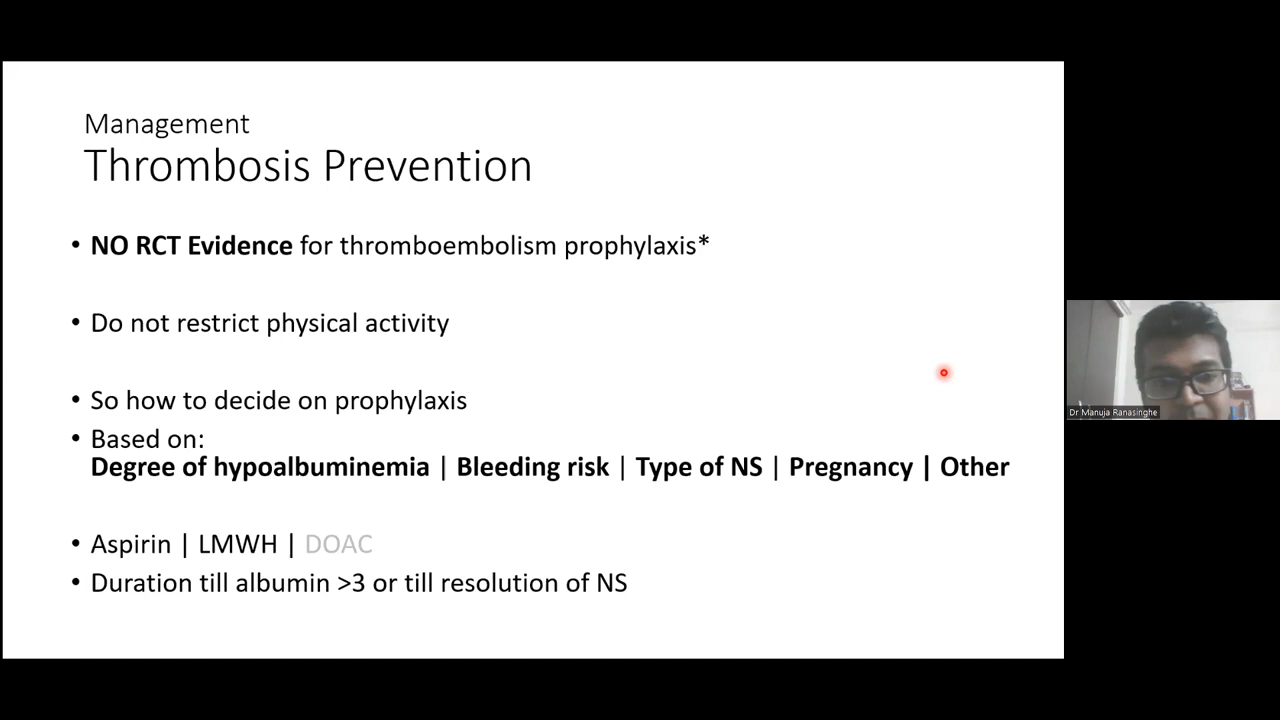 Management
Thrombosis Prevention
• NO RCT Evidence for thromboembolism prophylaxis*
• Do not restrict physical activity
• So how to decide on prophylaxis
• Based on:
Degree of hypoalbuminemia | Bleeding risk | Type of NS | Pregnancy | Other
• Aspirin | LMWH | DOAC
• Duration till albumin >3 or till resolution of NS
Dr Manuja Ranasinghe